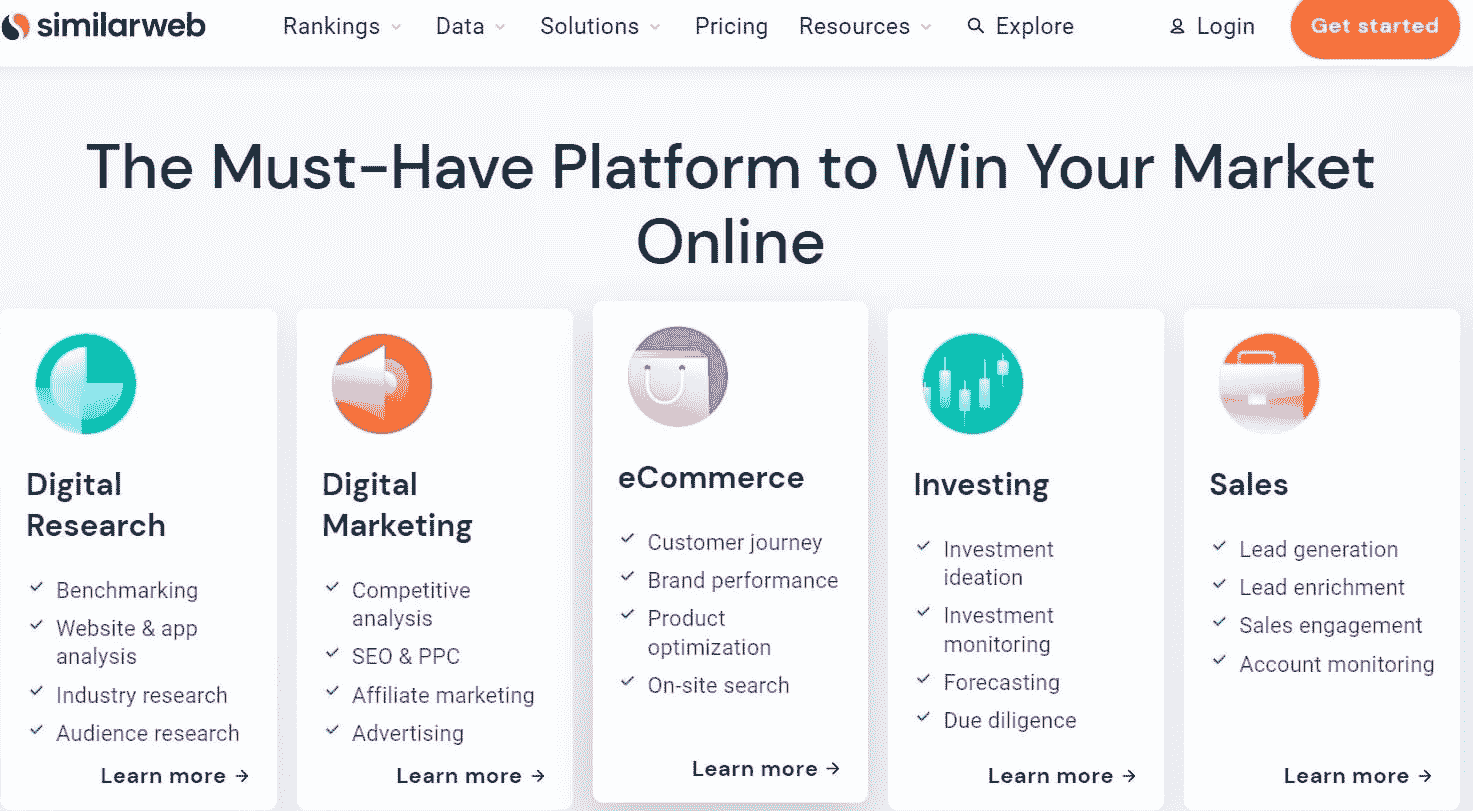 similarweb Rankings Data Solutions Pricing Resources Explore Login Get started
The Must-Have Platform to Win Your Market
Online
Digital
Research
Benchmarking
Website & app
analysis
Industry research
Audience research
Learn more →
Digital
Marketing
Competitive
analysis
SEO & PPC
Affiliate marketing
Advertising
Learn more →
eCommerce
Customer journey
Brand performance
Product
optimization
On-site search
Learn more →
Investing
Investment
ideation
Investment
monitoring
Forecasting
Due diligence
Learn more →
Sales
Lead generation
Lead enrichment
Sales engagement
Account monitoring
Learn more →